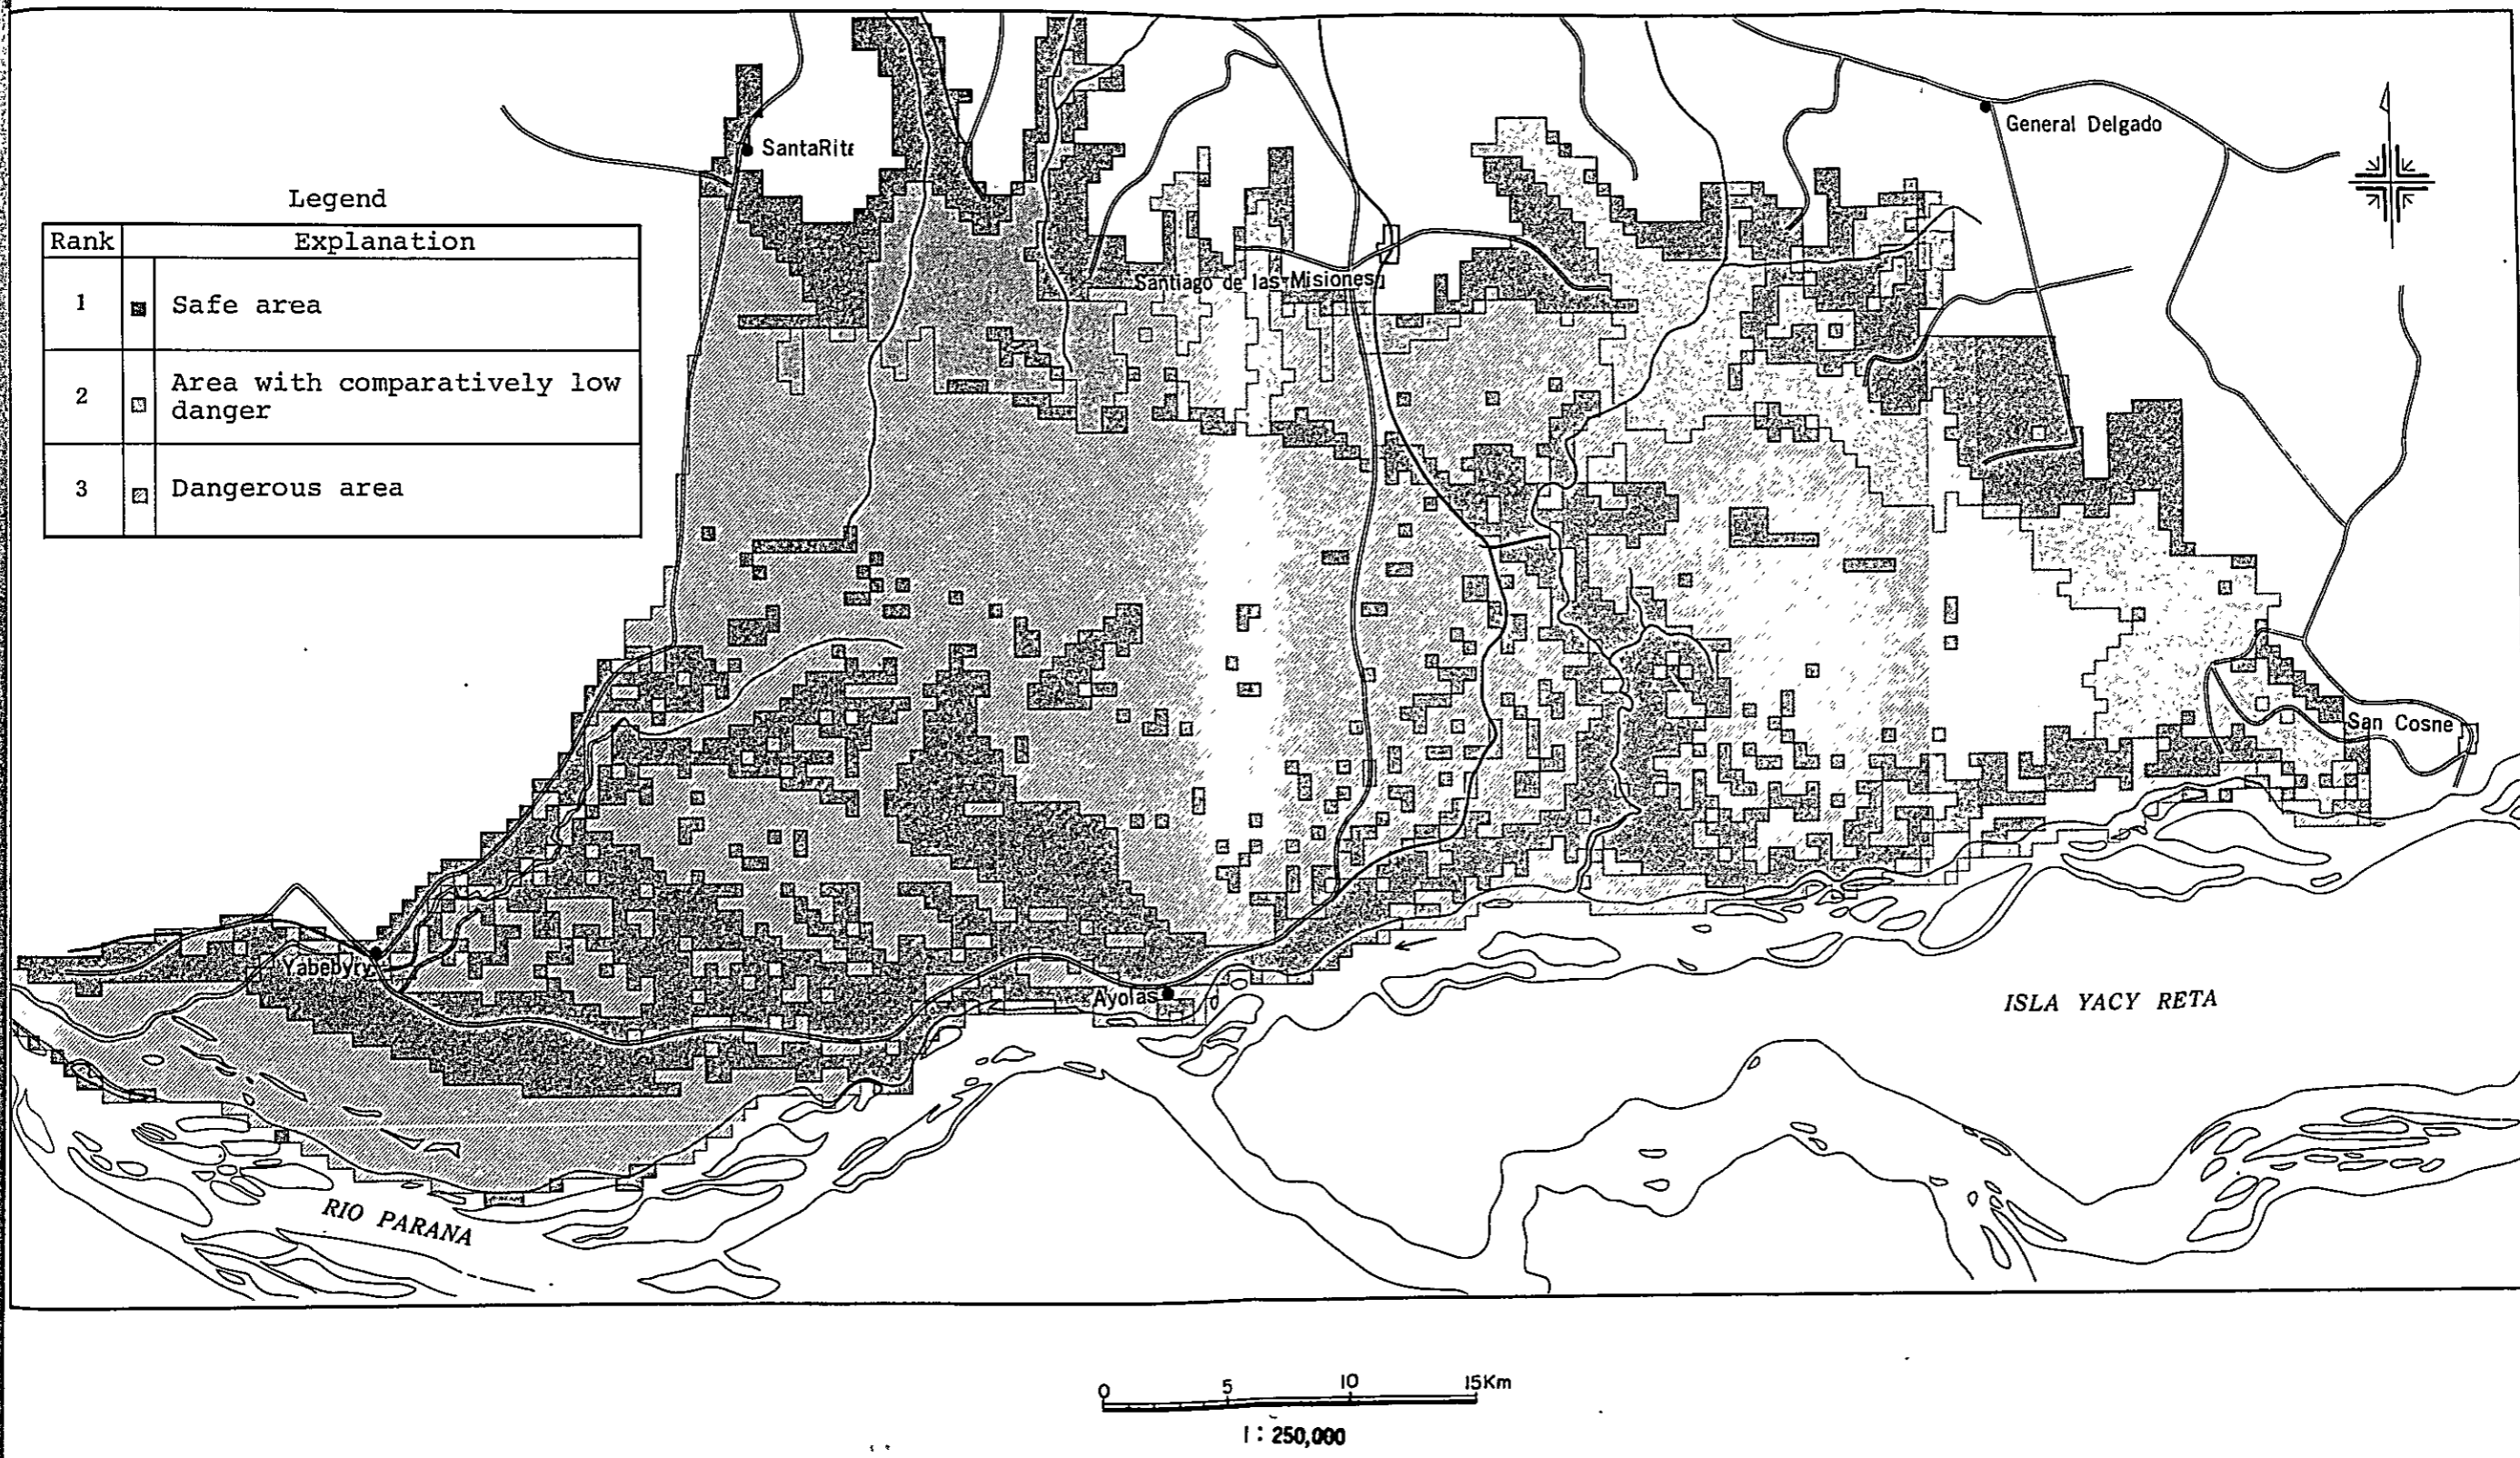 SantaRita
General Delgado
Legend
Rank Explanation
1 Safe area
2 Area with comparatively low
danger
3 Dangerous area
Santiago de las Misiones
San Cosne
Yabebyry
Ayolas
ISLA YACY RETA
RIO PARANA
0 5 10 15Km
1 : 250,000